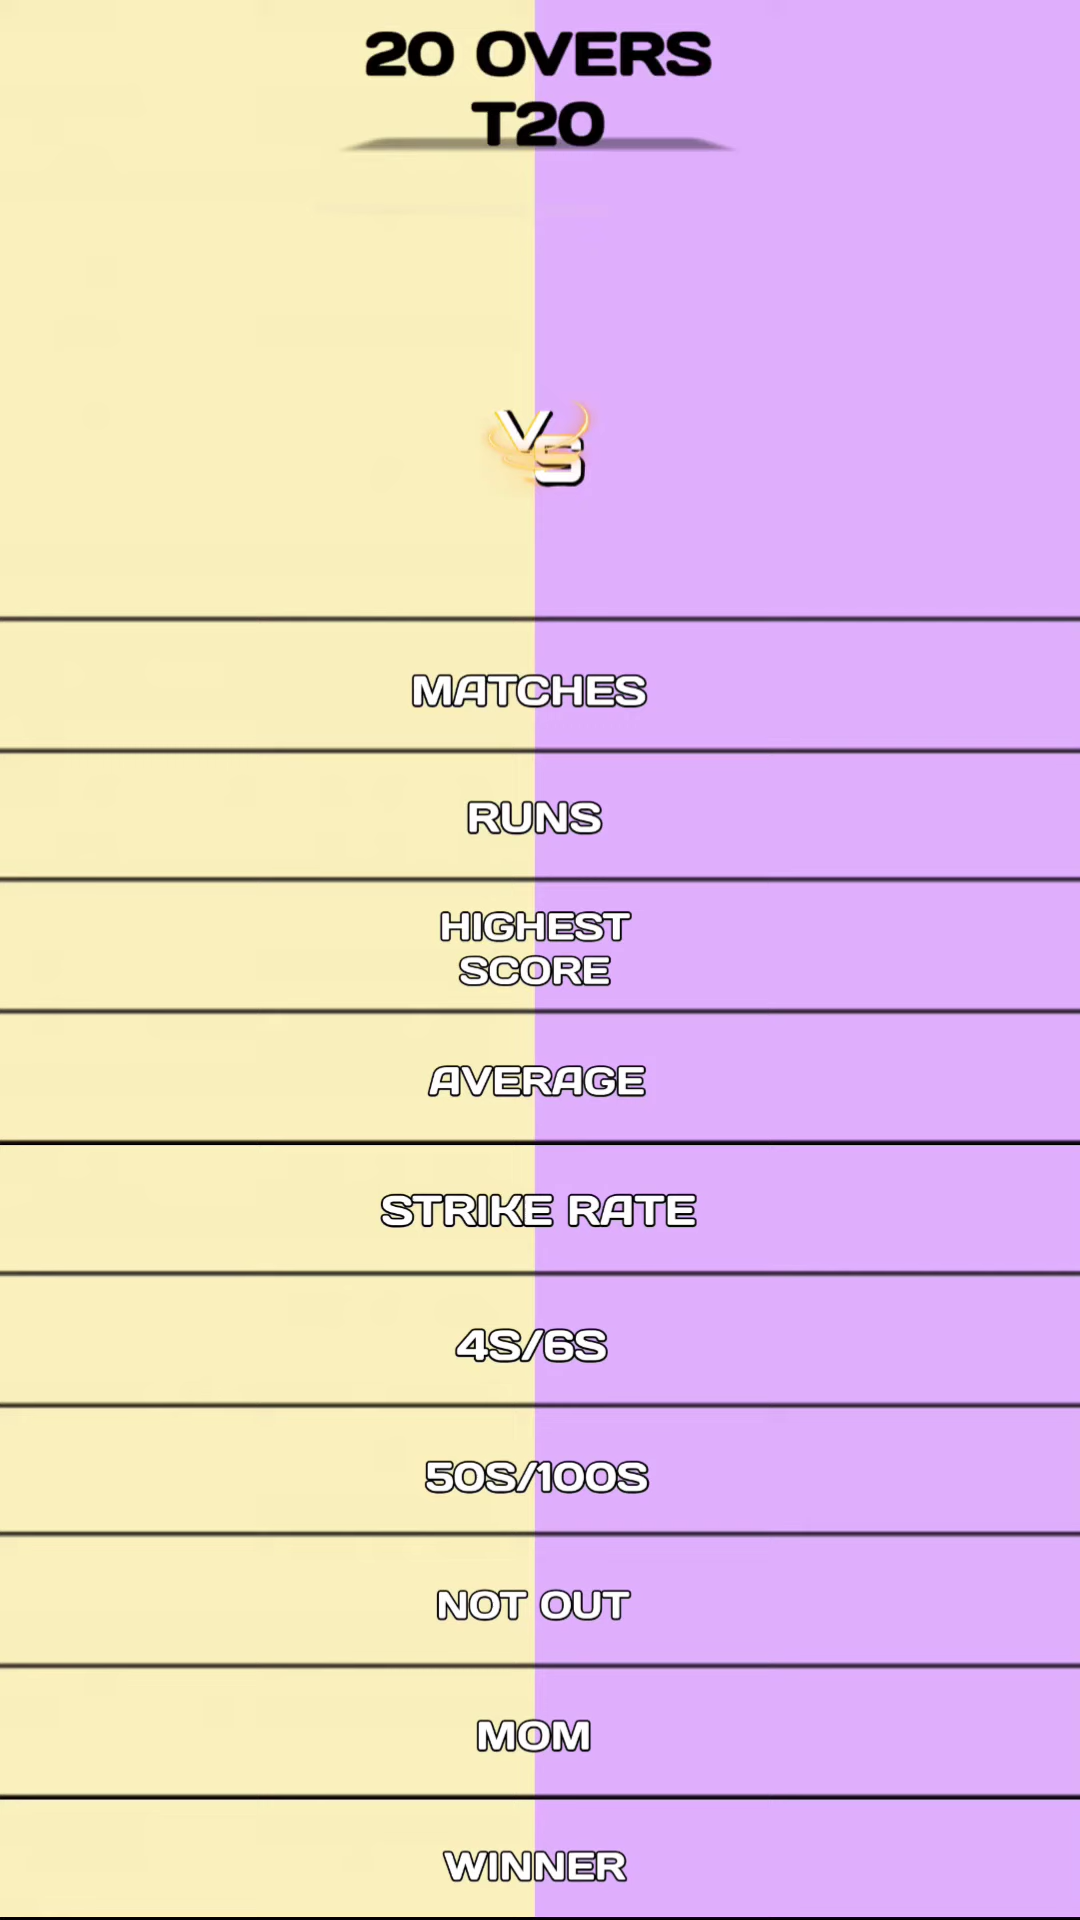 20 OVERS
T20
VS
MATCHES
RUNS
HIGHEST
SCORE
AVERAGE
STRIKE RATE
4S/6S
50S/100S
NOT OUT
MOM
WINNER